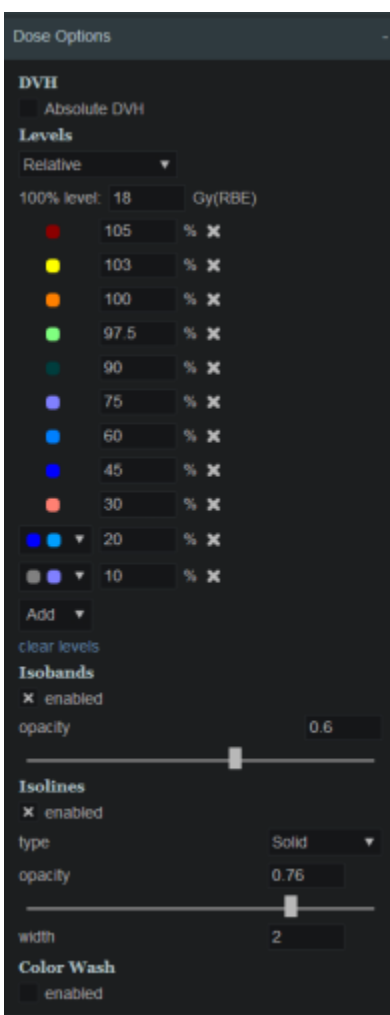 Dose Options -
DVH
Absolute DVH
Levels
Relative
100% level: 18 Gy(RBE)
105 %
103 %
100 %
97.5 %
90 %
75 %
60 %
45 %
30 %
20 %
10 %
Add
clear levels
Isobands
enabled
opacity 0.6
Isolines
enabled
type Solid
opacity 0.76
width 2
Color Wash
enabled